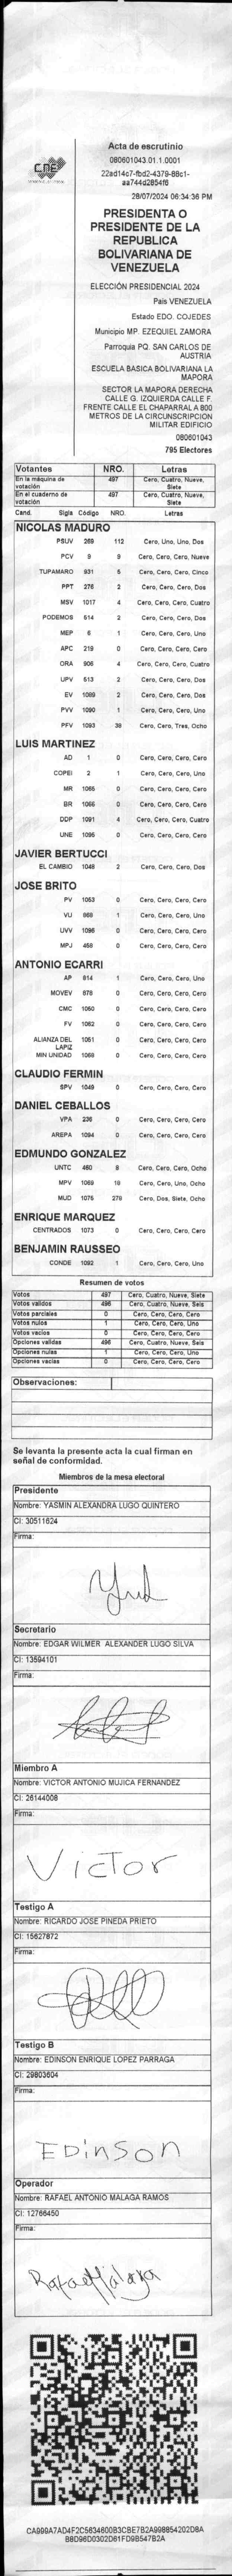 CNE
Acta de escrutinio
080601043.01.1.0001
22ad14c7-fbd2-4379-88c1-
aa744d2854f6
28/07/2024 06:34:36 PM
PRESIDENTA O
PRESIDENTE DE LA
REPUBLICA
BOLIVARIANA DE
VENEZUELA
ELECCIÓN PRESIDENCIAL 2024
País VENEZUELA
Estado EDO. COJEDES
Municipio MP. EZEQUIEL ZAMORA
Parroquia PQ. SAN CARLOS DE
AUSTRIA
ESCUELA BASICA BOLIVARIANA LA
MAPORA
SECTOR LA MAPORA DERECHA
CALLE G. IZQUIERDA CALLE F.
FRENTE CALLE EL CHAPARRAL A 800
METROS DE LA CIRCUNSCRIPCION
MILITAR EDIFICIO
080601043
795 Electores
Votantes NRO. Letras
En la máquina de votación 497 Cero, Cuatro, Nueve, Siete
En el cuaderno de votación 497 Cero, Cuatro, Nueve, Siete
Cand. Sigla Código NRO. Letras
NICOLAS MADURO
PSUV 269 112 Cero, Uno, Uno, Dos
PCV 9 9 Cero, Cero, Cero, Nueve
TUPAMARO 931 5 Cero, Cero, Cero, Cinco
PPT 276 2 Cero, Cero, Cero, Dos
MSV 1017 4 Cero, Cero, Cero, Cuatro
PODEMOS 514 2 Cero, Cero, Cero, Dos
MEP 6 1 Cero, Cero, Cero, Uno
APC 219 0 Cero, Cero, Cero, Cero
ORA 906 4 Cero, Cero, Cero, Cuatro
UPV 513 2 Cero, Cero, Cero, Dos
EV 1089 2 Cero, Cero, Cero, Dos
PVV 1090 1 Cero, Cero, Cero, Uno
PFV 1093 38 Cero, Cero, Tres, Ocho
LUIS MARTINEZ
AD 1 0 Cero, Cero, Cero, Cero
COPEI 2 1 Cero, Cero, Cero, Uno
MR 1065 0 Cero, Cero, Cero, Cero
BR 1066 0 Cero, Cero, Cero, Cero
DDP 1091 4 Cero, Cero, Cero, Cuatro
UNE 1095 0 Cero, Cero, Cero, Cero
JAVIER BERTUCCI
EL CAMBIO 1048 2 Cero, Cero, Cero, Dos
JOSE BRITO
PV 1053 0 Cero, Cero, Cero, Cero
VU 969 1 Cero, Cero, Cero, Uno
UVV 1096 0 Cero, Cero, Cero, Cero
MPJ 458 0 Cero, Cero, Cero, Cero
ANTONIO ECARRI
AP 814 1 Cero, Cero, Cero, Uno
MOVEV 878 0 Cero, Cero, Cero, Cero
CMC 1050 0 Cero, Cero, Cero, Cero
FV 1062 0 Cero, Cero, Cero, Cero
ALIANZA DEL LAPIZ 1051 0 Cero, Cero, Cero, Cero
MIN UNIDAD 1059 0 Cero, Cero, Cero, Cero
CLAUDIO FERMIN
SPV 1049 0 Cero, Cero, Cero, Cero
DANIEL CEBALLOS
VPA 236 0 Cero, Cero, Cero, Cero
AREPA 1094 0 Cero, Cero, Cero, Cero
EDMUNDO GONZALEZ
UNTC 460 8 Cero, Cero, Cero, Ocho
MPV 1069 18 Cero, Cero, Uno, Ocho
MUD 1075 278 Cero, Dos, Siete, Ocho
ENRIQUE MARQUEZ
CENTRADOS 1073 0 Cero, Cero, Cero, Cero
BENJAMIN RAUSSEO
CONDE 1092 1 Cero, Cero, Cero, Uno
Resumen de votos
Votos 497 Cero, Cuatro, Nueve, Siete
Votos validos 496 Cero, Cuatro, Nueve, Seis
Votos parciales 0 Cero, Cero, Cero, Cero
Votos nulos 1 Cero, Cero, Cero, Uno
Votos vacios 0 Cero, Cero, Cero, Cero
Opciones validas 496 Cero, Cuatro, Nueve, Seis
Opciones nulas 1 Cero, Cero, Cero, Uno
Opciones vacias 0 Cero, Cero, Cero, Cero
Observaciones:
Se levanta la presente acta la cual firman en
señal de conformidad.
Miembros de la mesa electoral
Presidente
Nombre: YASMIN ALEXANDRA LUGO QUINTERO
CI: 30511624
Firma:
Secretario
Nombre: EDGAR WILMER ALEXANDER LUGO SILVA
CI: 13594101
Firma:
Miembro A
Nombre: VICTOR ANTONIO MUJICA FERNANDEZ
CI: 26144008
Firma:
Victor
Testigo A
Nombre: RICARDO JOSE PINEDA PRIETO
CI: 15627872
Firma:
Testigo B
Nombre: EDINSON ENRIQUE LOPEZ PARRAGA
CI: 29803604
Firma:
EDinSon
Operador
Nombre: RAFAEL ANTONIO MALAGA RAMOS
CI: 12766450
Firma:
Rafael Malaga
CA999A7AD4F2C5634600B3CBE7B2A998854202D8A
B8D96D0302D61FD9B547B2A